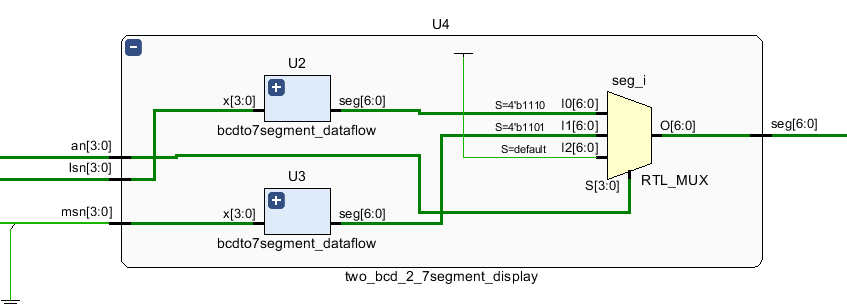 U4
U2
seg_i
x[3:0]
seg[6:0]
bcdto7segment_dataflow
S=4'b1110
I0[6:0]
S=4'b1101
I1[6:0]
S=default
I2[6:0]
O[6:0]
seg[6:0]
an[3:0]
lsn[3:0]
msn[3:0]
U3
x[3:0]
seg[6:0]
bcdto7segment_dataflow
S[3:0]
RTL_MUX
two_bcd_2_7segment_display